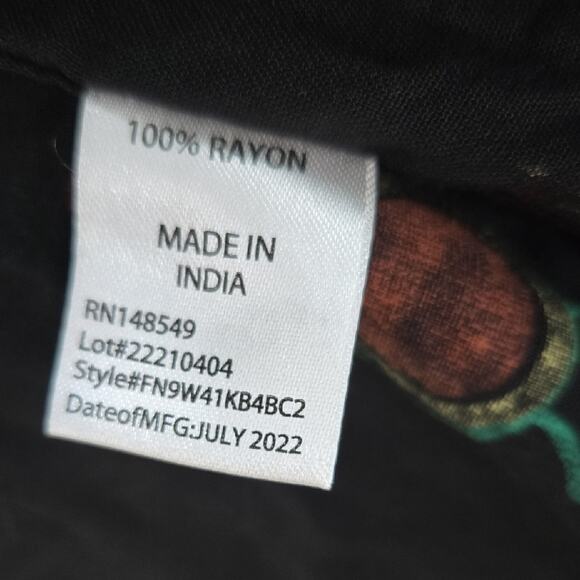 100% RAYON
MADE IN
INDIA
RN148549
Lot#22210404
Style#FN9W41KB4BC2
DateofMFG:JULY 2022